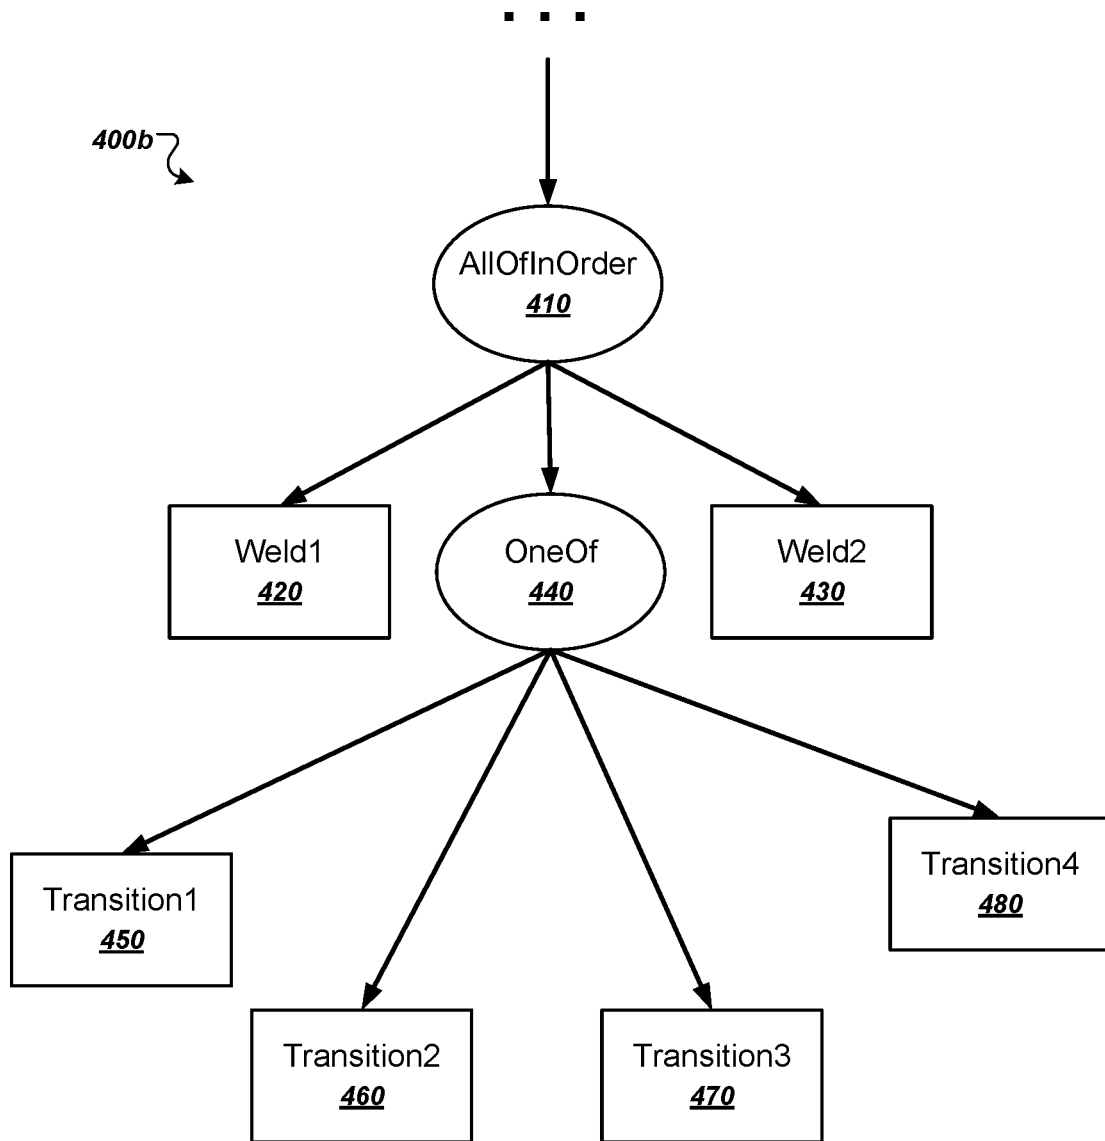 . . .
400b
AllOfInOrder
410
Weld1
420
OneOf
440
Weld2
430
Transition1
450
Transition4
480
Transition2
460
Transition3
470